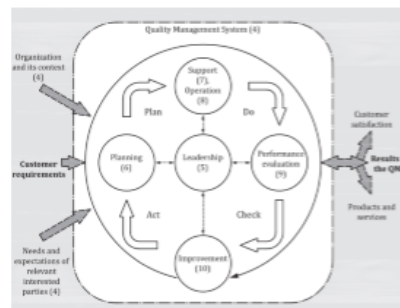 Quality Management System (4)
Organization
and its context
(4)
Support
(7),
Operation
(8)
Plan
Do
Customer
satisfaction
Customer
requirements
Planning
(6)
Leadership
(5)
Performance
evaluation
(9)
Results
the QM
Act
Check
Products and
services
Needs and
expectations of
relevant
interested
parties (4)
Improvement
(10)